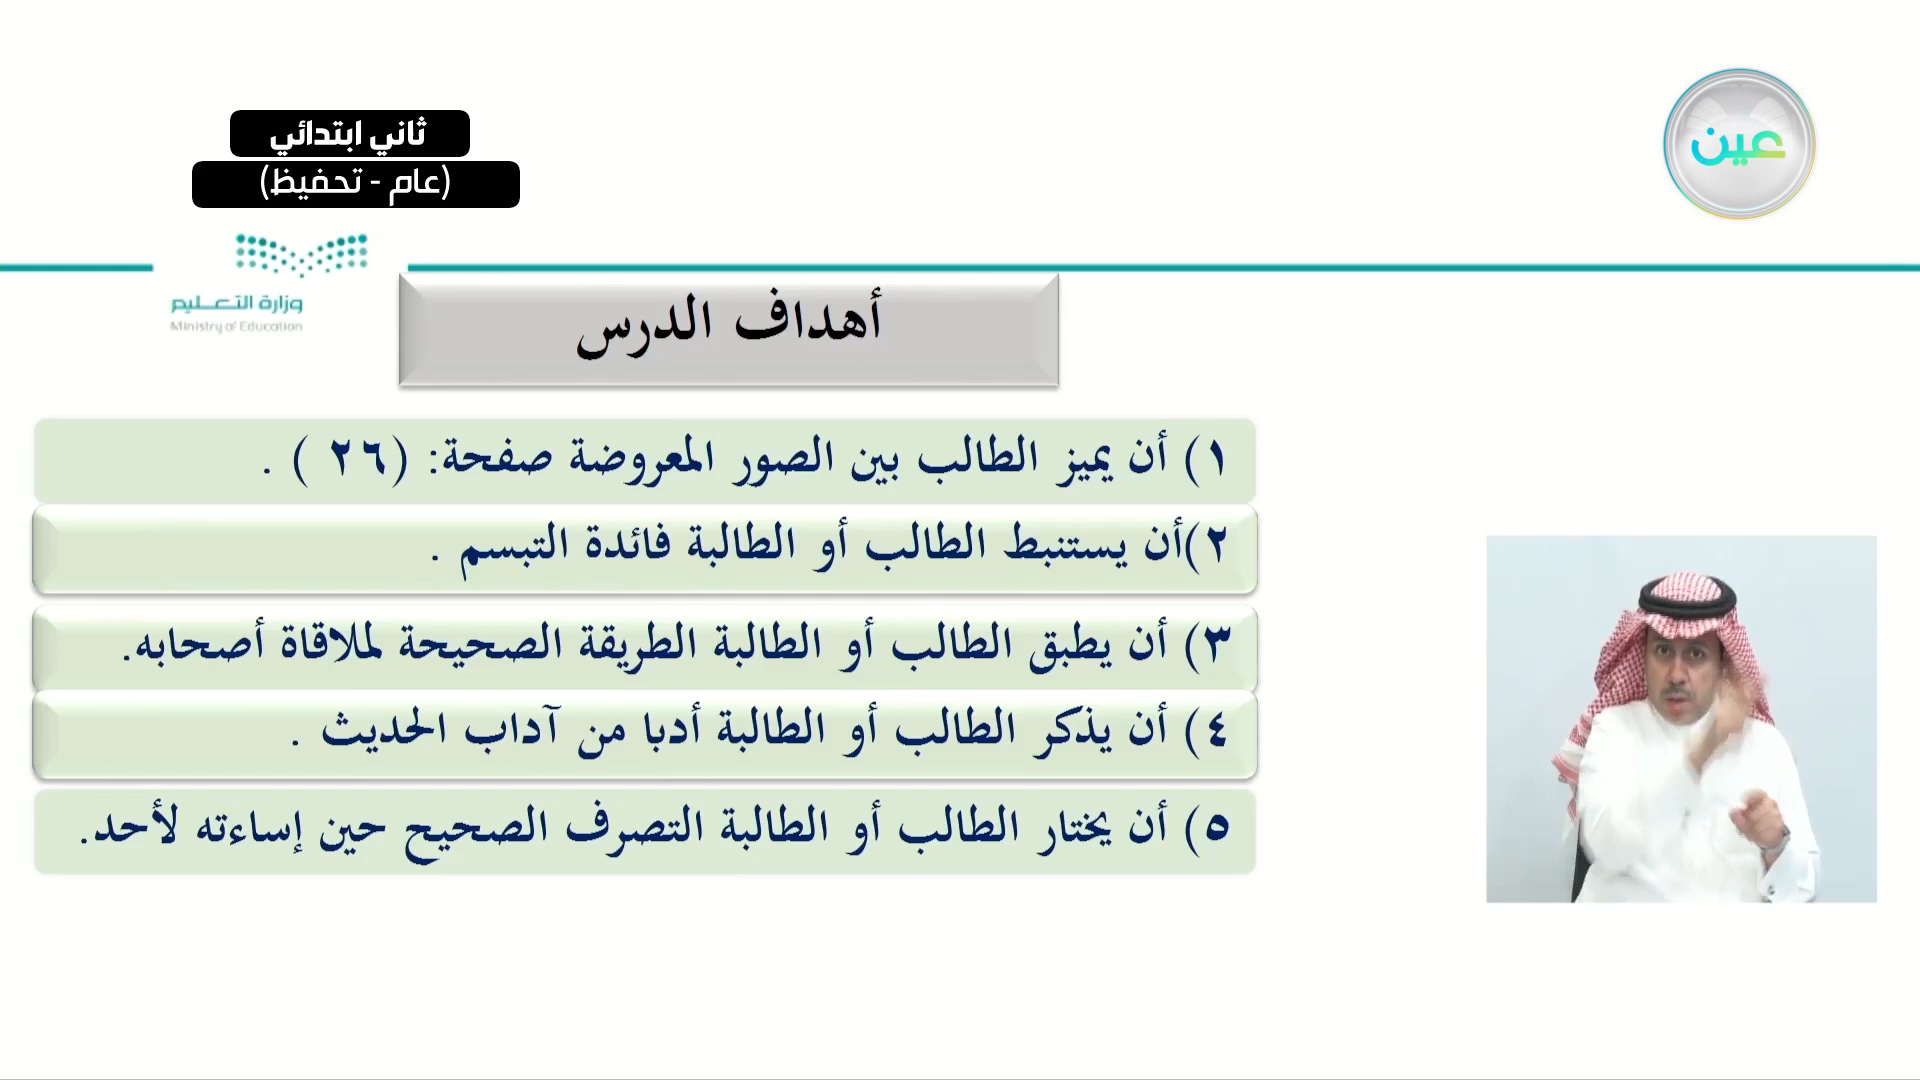 ثاني ابتدائي
(عام - تحفيظ)
عين
وزارة التعليم
Ministry of Education
أهداف الدرس
١) أن يميز الطالب بين الصور المعروضة صفحة: (٢٦ ) .
٢)أن يستنبط الطالب أو الطالبة فائدة التبسم .
٣) أن يطبق الطالب أو الطالبة الطريقة الصحيحة لملاقاة أصحابه.
٤) أن يذكر الطالب أو الطالبة أدبا من آداب الحديث .
٥) أن يختار الطالب أو الطالبة التصرف الصحيح حين إساءته لأحد.